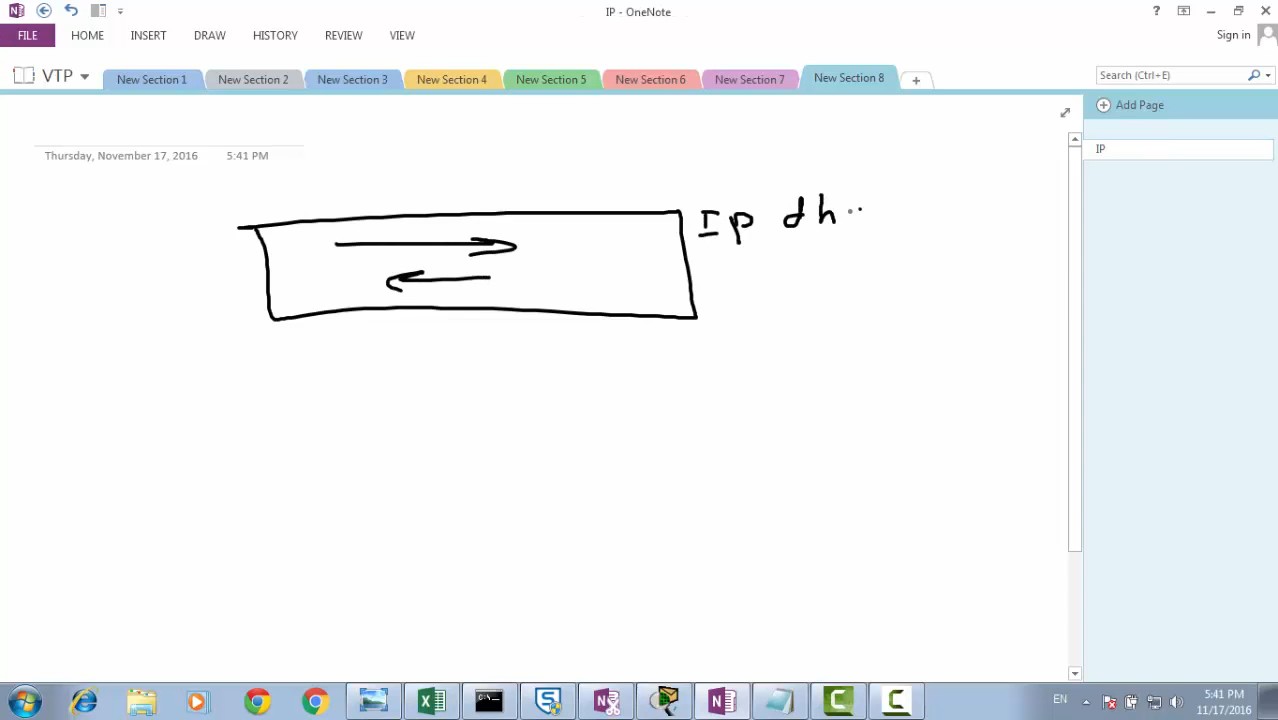 IP - OneNote
?
FILE HOME INSERT DRAW HISTORY REVIEW VIEW Sign in
VTP New Section 1 New Section 2 New Section 3 New Section 4 New Section 5 New Section 6 New Section 7 New Section 8 + Search (Ctrl+E)
+ Add Page
IP
Thursday, November 17, 2016 5:41 PM
Ip dh
EN 5:41 PM
11/17/2016